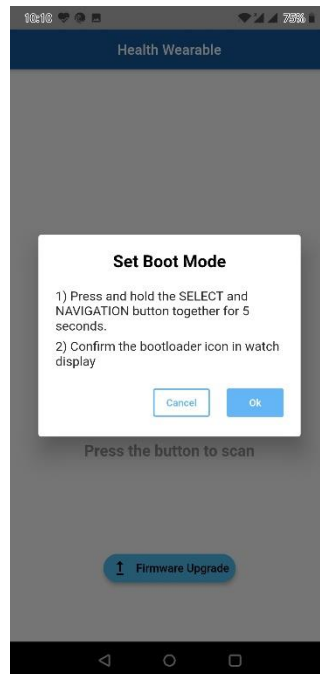 10:18
75%
Health Wearable
Set Boot Mode
1) Press and hold the SELECT and
NAVIGATION button together for 5
seconds.
2) Confirm the bootloader icon in watch
display
Cancel
Ok
Press the button to scan
Firmware Upgrade